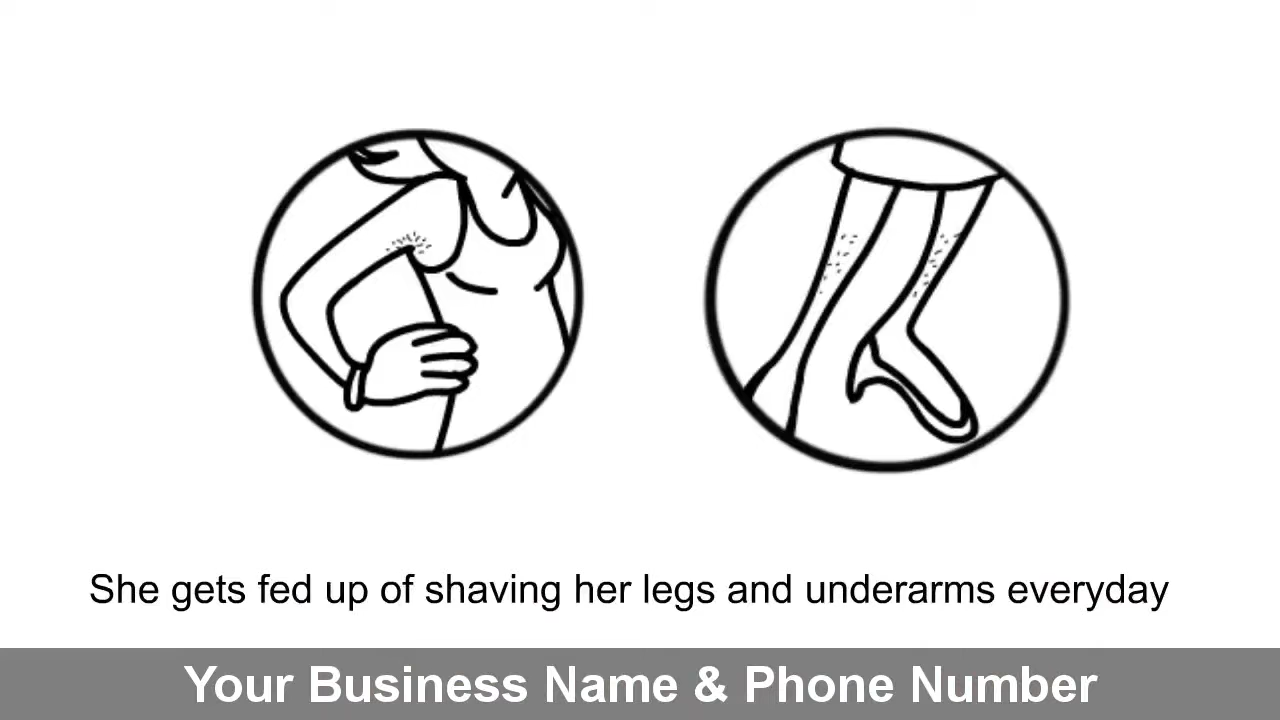 She gets fed up of shaving her legs and underarms everyday
Your Business Name & Phone Number